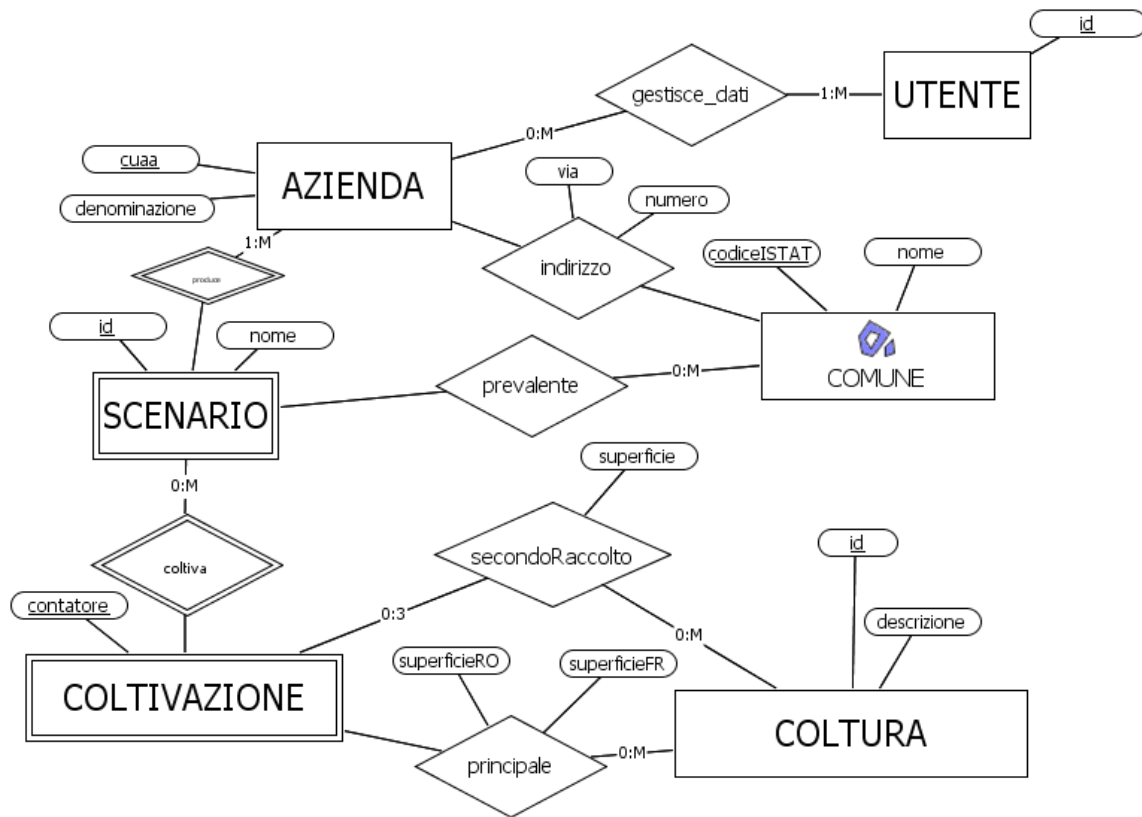 id
UTENTE
gestisce_dati
1:M
0:M
cuaa
AZIENDA
denominazione
via
numero
1:M
produce
indirizzo
codiceISTAT
nome
id
nome
COMUNE
SCENARIO
prevalente
0:M
0:M
superficie
coltiva
secondoRaccolto
id
contatore
0:3
0:M
descrizione
superficieRO
superficieFR
COLTIVAZIONE
COLTURA
principale
0:M